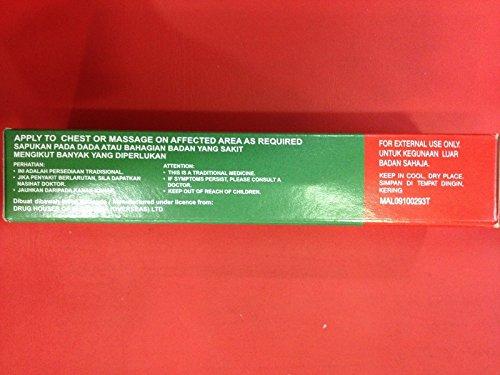 APPLY TO CHEST OR MASSAGE ON AFFECTED AREA AS REQUIRED
SAPUKAN PADA DADA ATAU BAHAGIAN BADAN YANG SAKIT
MENGIKUT BANYAK YANG DIPERLUKAN
PERHATIAN:
• INI ADALAH PERSEDIAAN TRADISIONAL.
• JIKA PENYAKIT BERLARUTAN, SILA DAPATKAN
NASIHAT DOKTOR.
• JAUHKAN DARIPADA KANAK-KANAK.
ATTENTION:
• THIS IS A TRADITIONAL MEDICINE.
• IF SYMPTOMS PERSIST, PLEASE CONSULT A
DOCTOR.
• KEEP OUT OF REACH OF CHILDREN.
Dibuat dibawah / Manufactured under licence from:
DRUG HOUSES OF (OVERSEAS) LTD
FOR EXTERNAL USE ONLY.
UNTUK KEGUNAAN LUAR
BADAN SAHAJA.
KEEP IN COOL, DRY PLACE.
SIMPAN DI TEMPAT DINGIN,
KERING
MAL09100293T